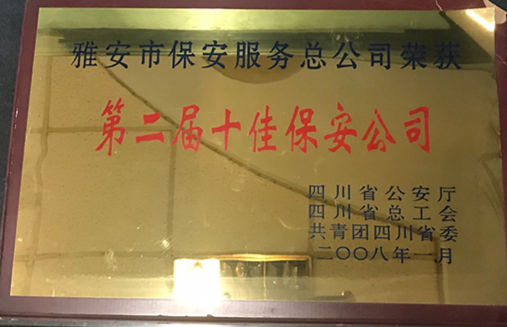 雅安市保安服务总公司荣获
第二届十佳保安公司
四川省公安厅
四川省总工会
共青团四川省委
二〇〇八年一月